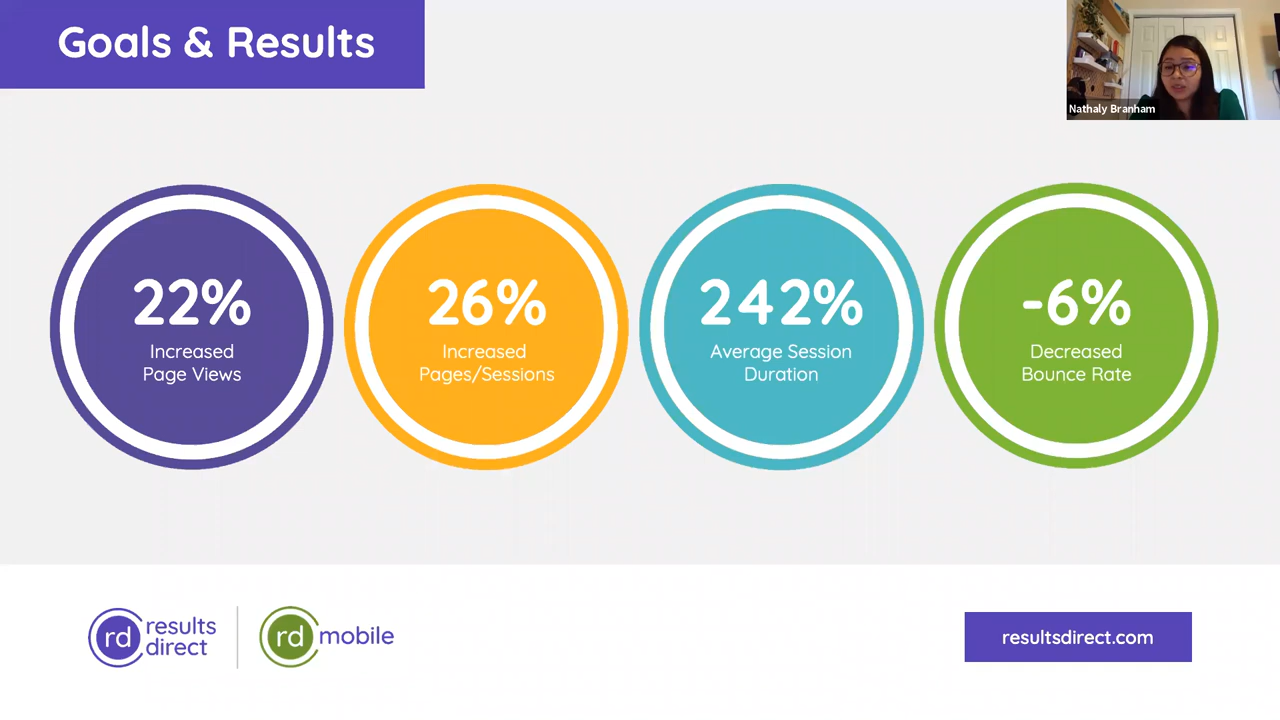 Goals & Results
Nathaly Branham
22%
Increased
Page Views
26%
Increased
Pages/Sessions
242%
Average Session
Duration
-6%
Decreased
Bounce Rate
rd results
direct
rd mobile
resultsdirect.com